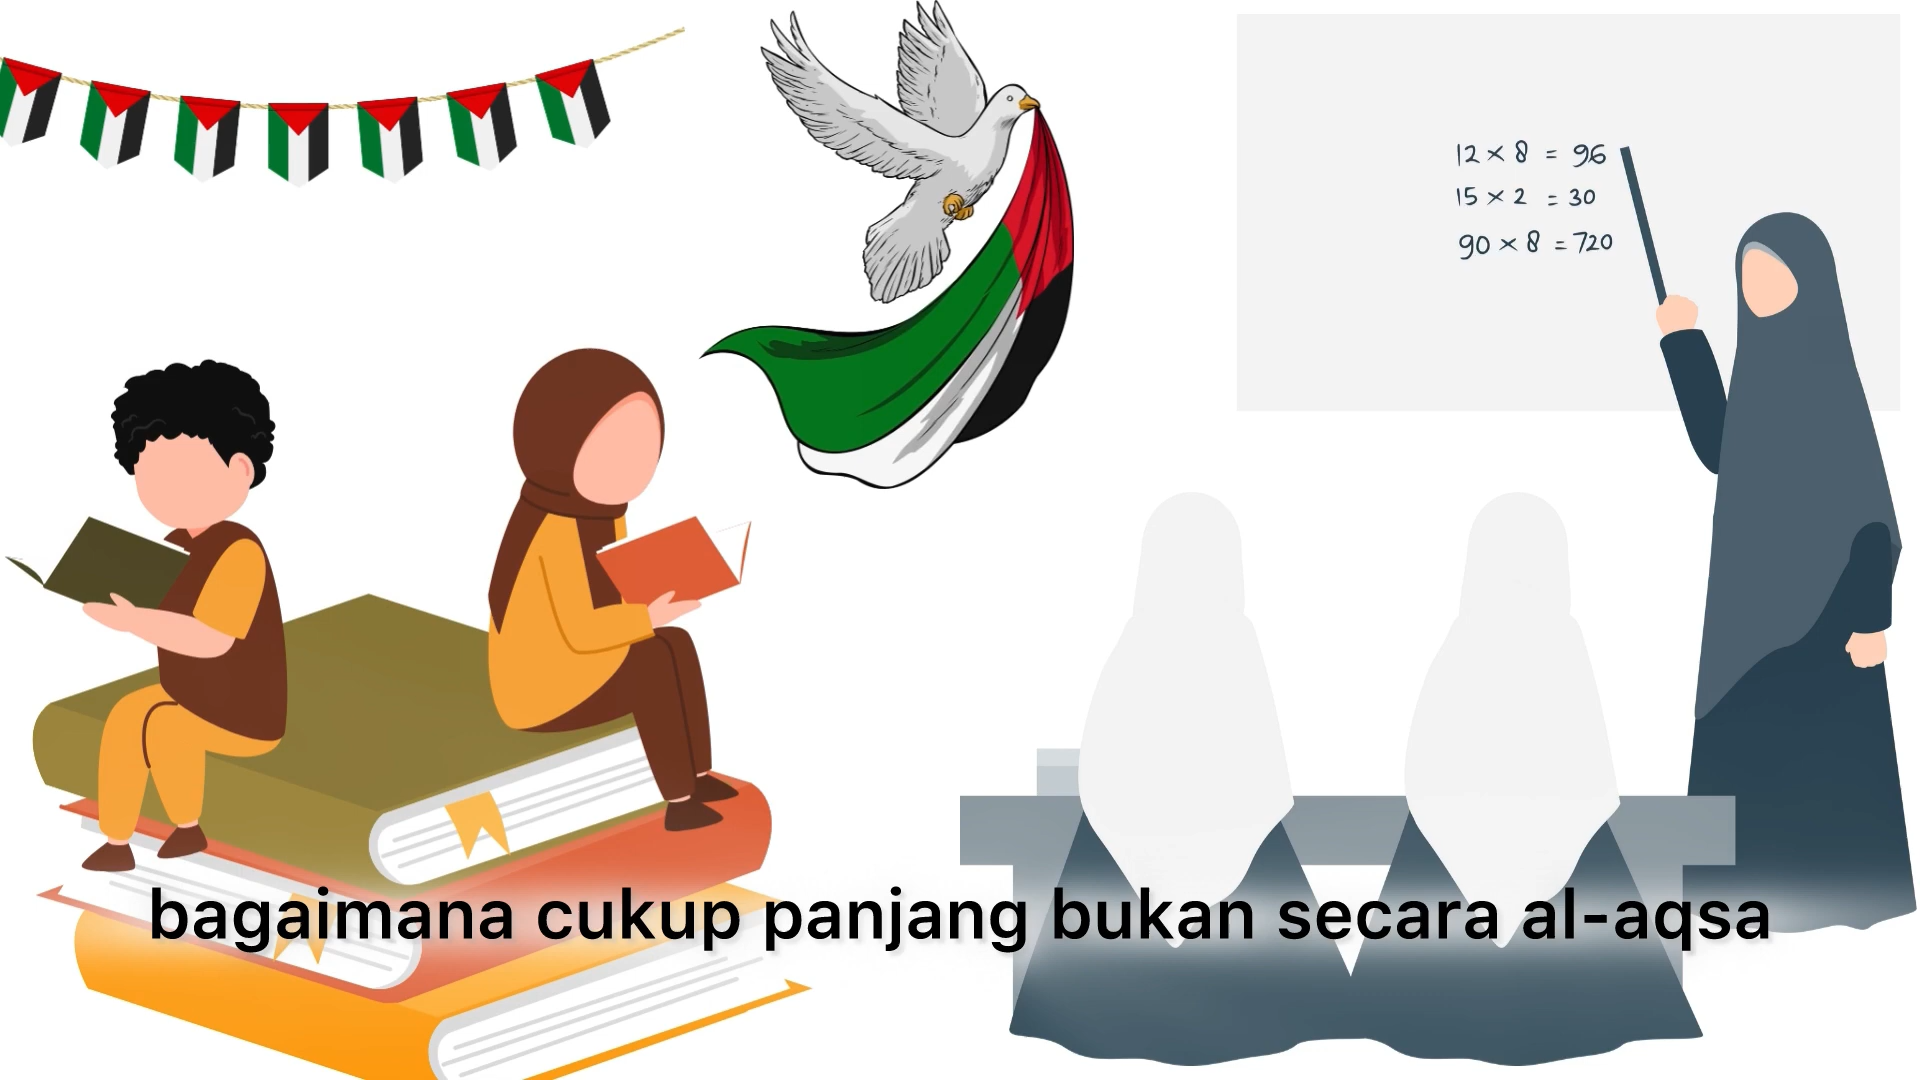 12 × 8 = 96
15 × 2 = 30
90 × 8 = 720
bagaimana cukup panjang bukan secara al-aqsa